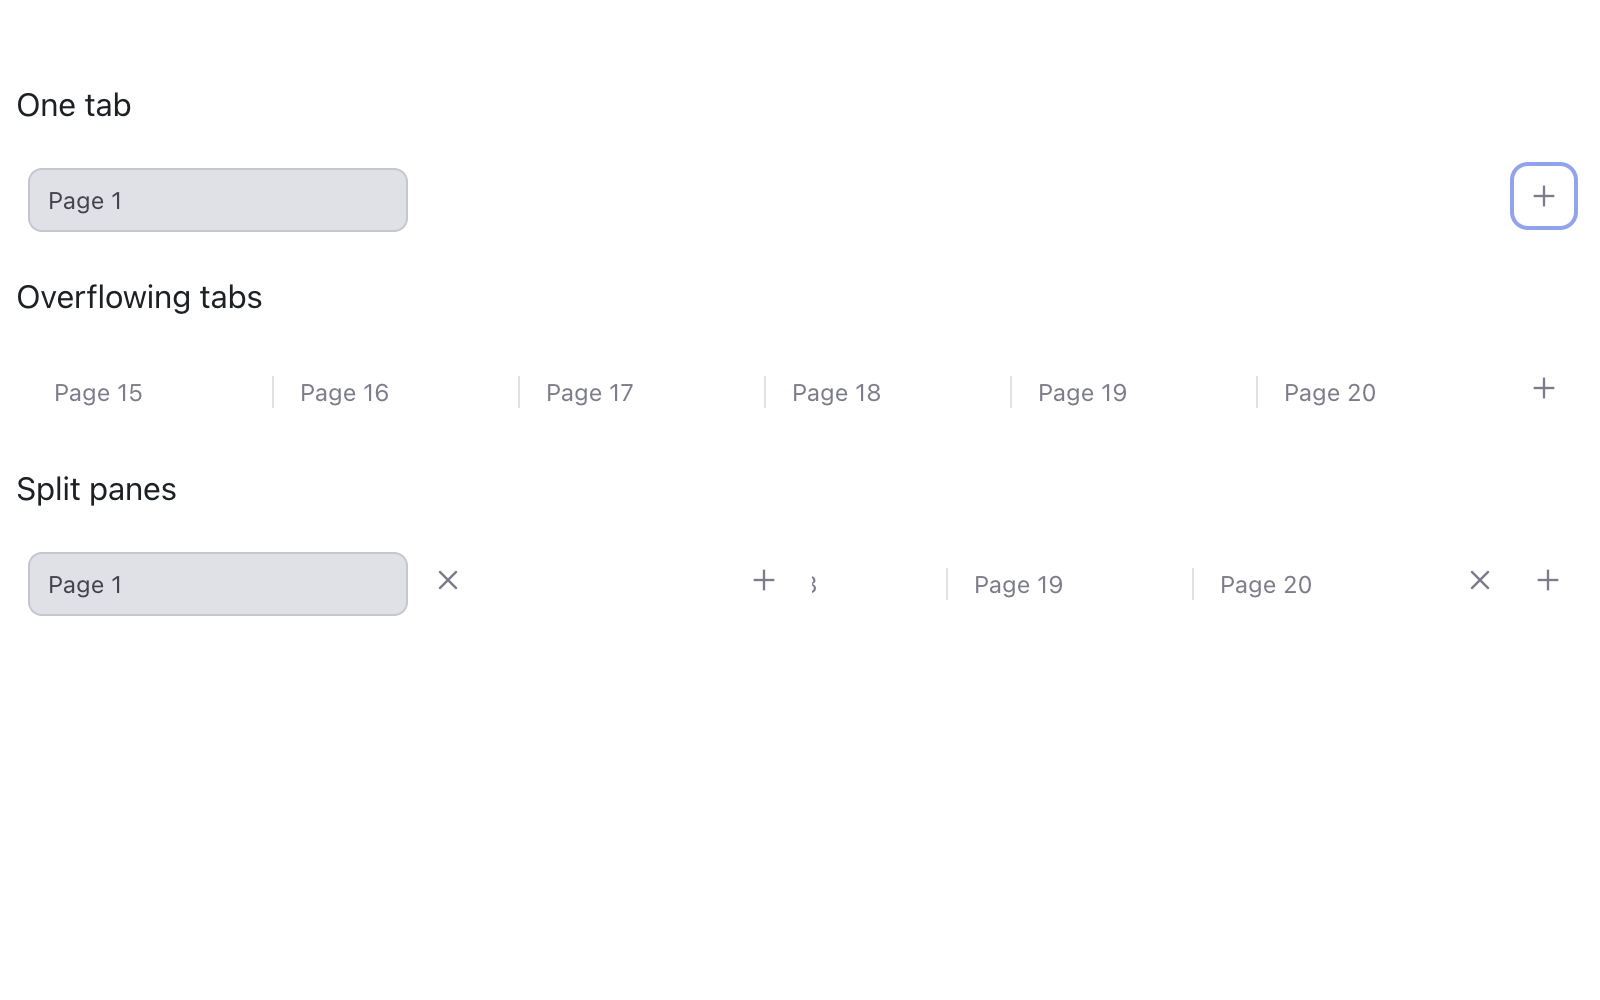 One tab
Page 1
Overflowing tabs
Page 15 Page 16 Page 17 Page 18 Page 19 Page 20
Split panes
Page 1 Page 19 Page 20